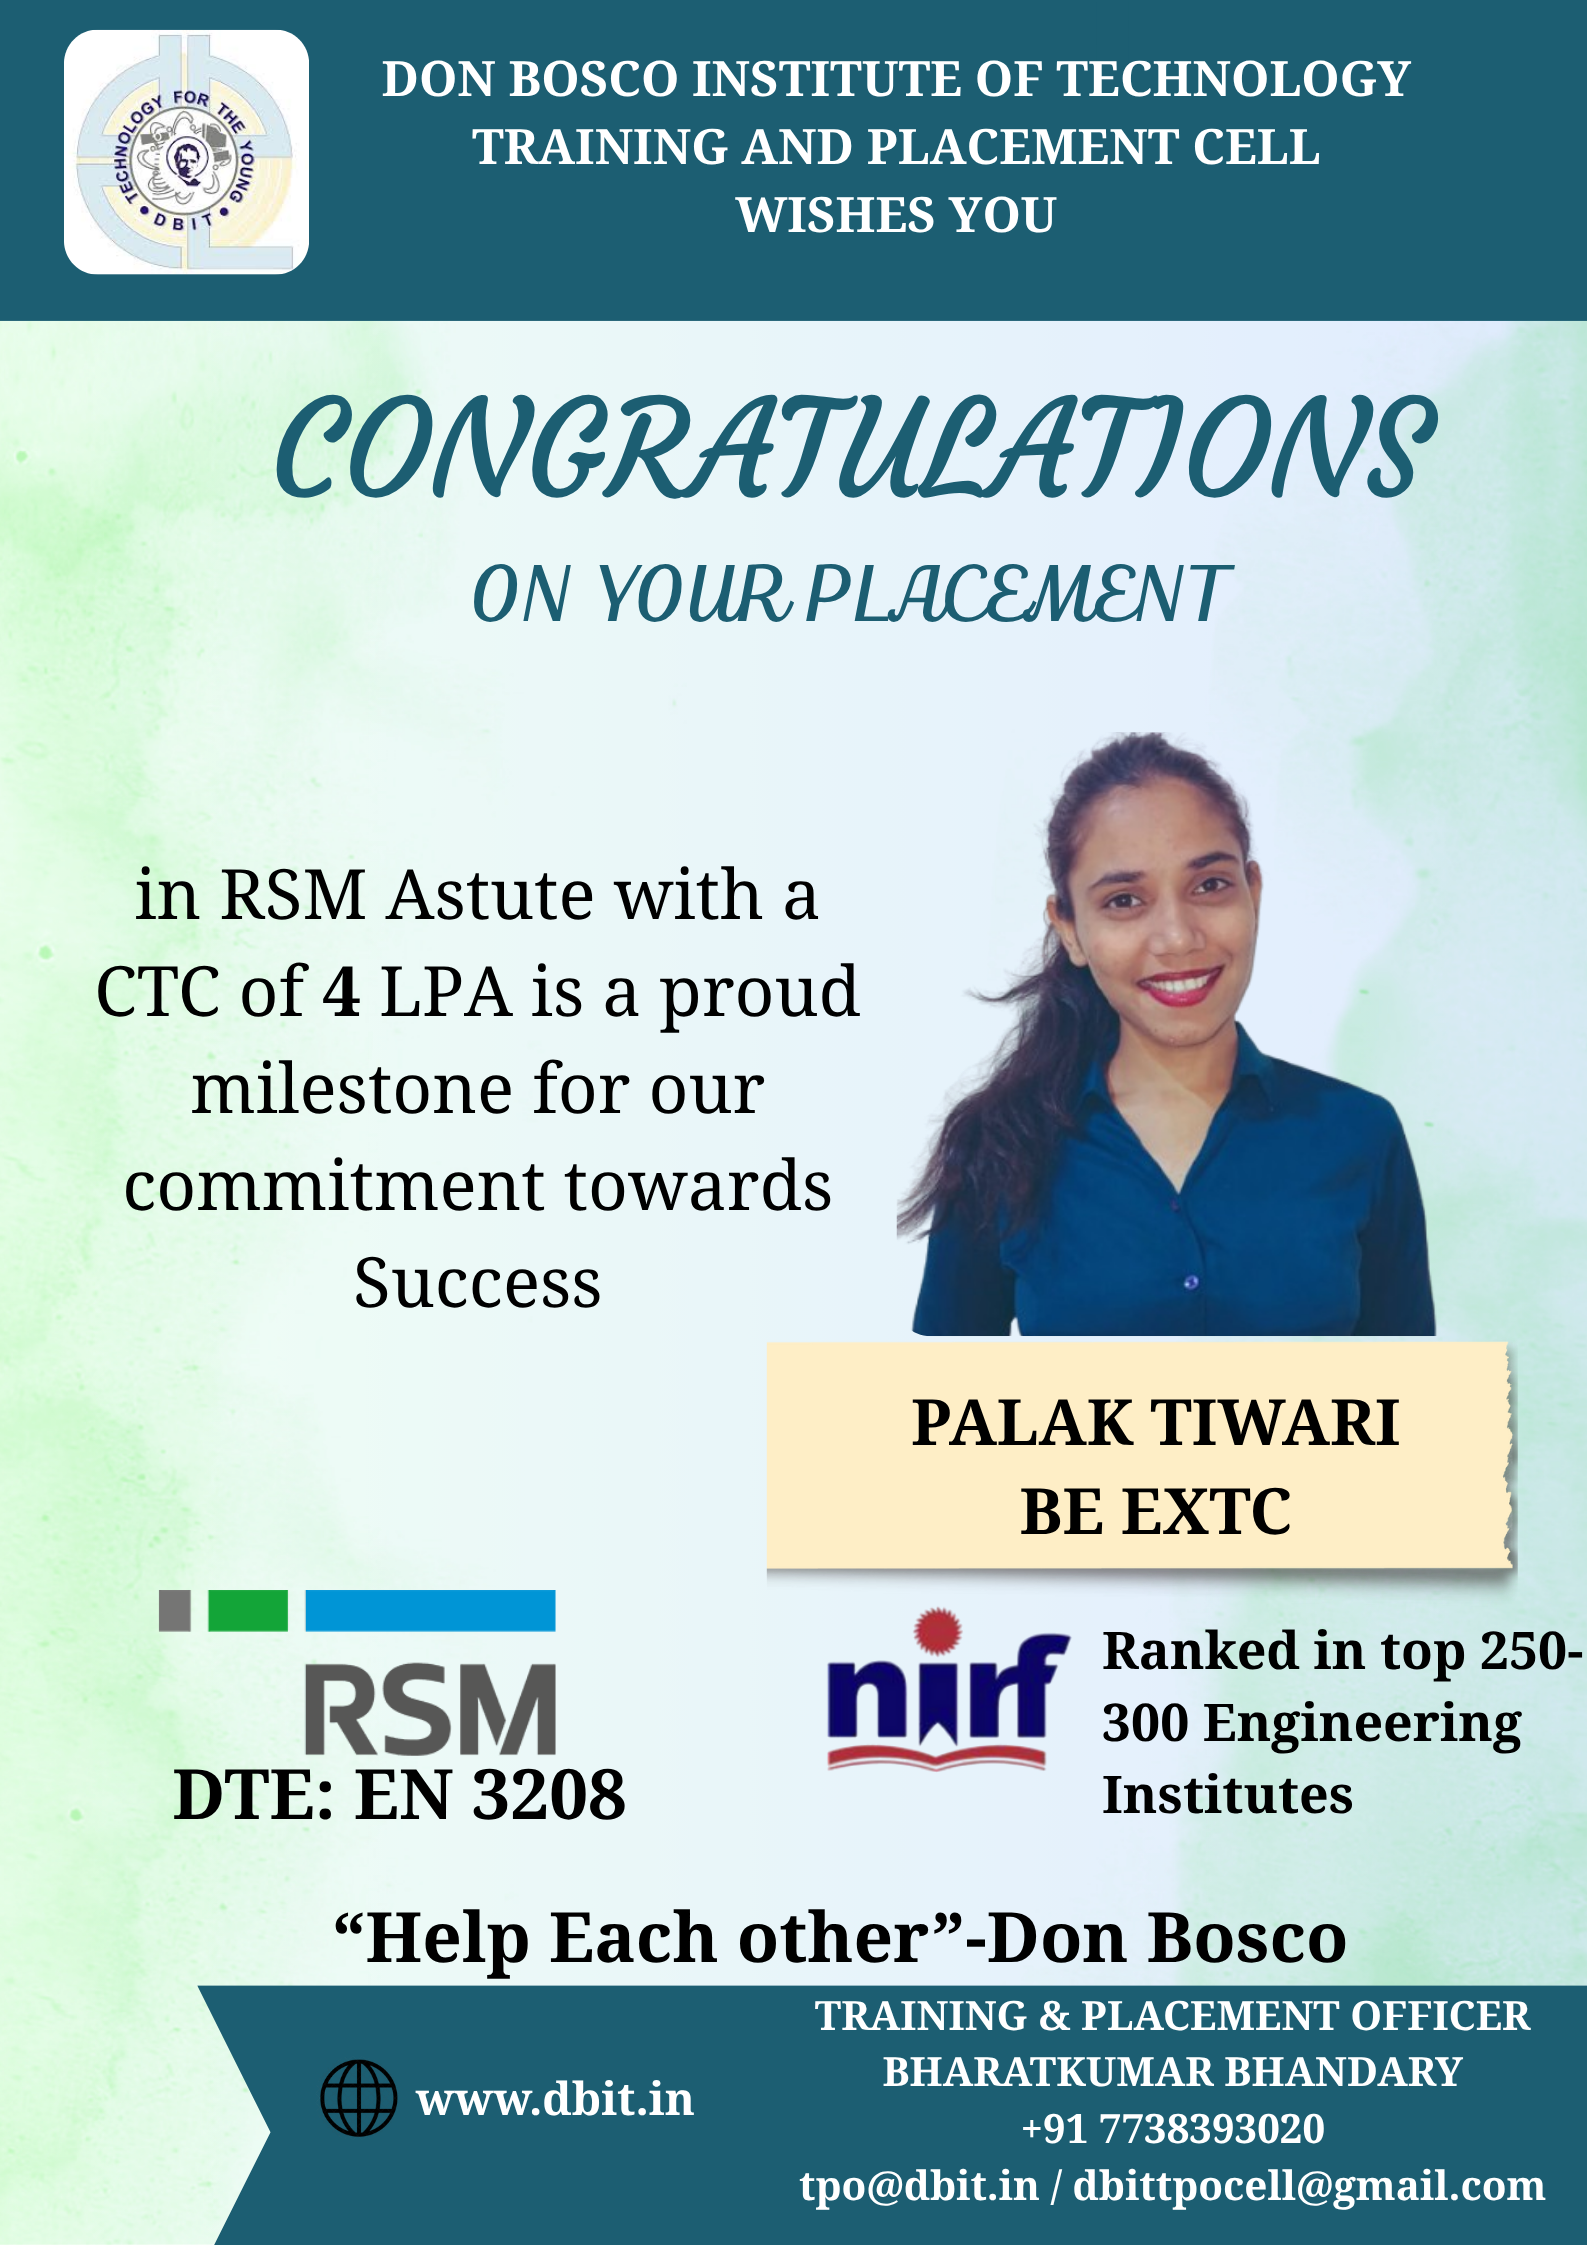 TECHNOLOGY FOR THE YOUNG
• DBIT •
DON BOSCO INSTITUTE OF TECHNOLOGY
TRAINING AND PLACEMENT CELL
WISHES YOU
CONGRATULATIONS
ON YOUR PLACEMENT
in RSM Astute with a
CTC of 4 LPA is a proud
milestone for our
commitment towards
Success
PALAK TIWARI
BE EXTC
RSM
DTE: EN 3208
nirf
Ranked in top 250-
300 Engineering
Institutes
“Help Each other”-Don Bosco
www.dbit.in
TRAINING & PLACEMENT OFFICER
BHARATKUMAR BHANDARY
+91 7738393020
tpo@dbit.in / dbittpocell@gmail.com